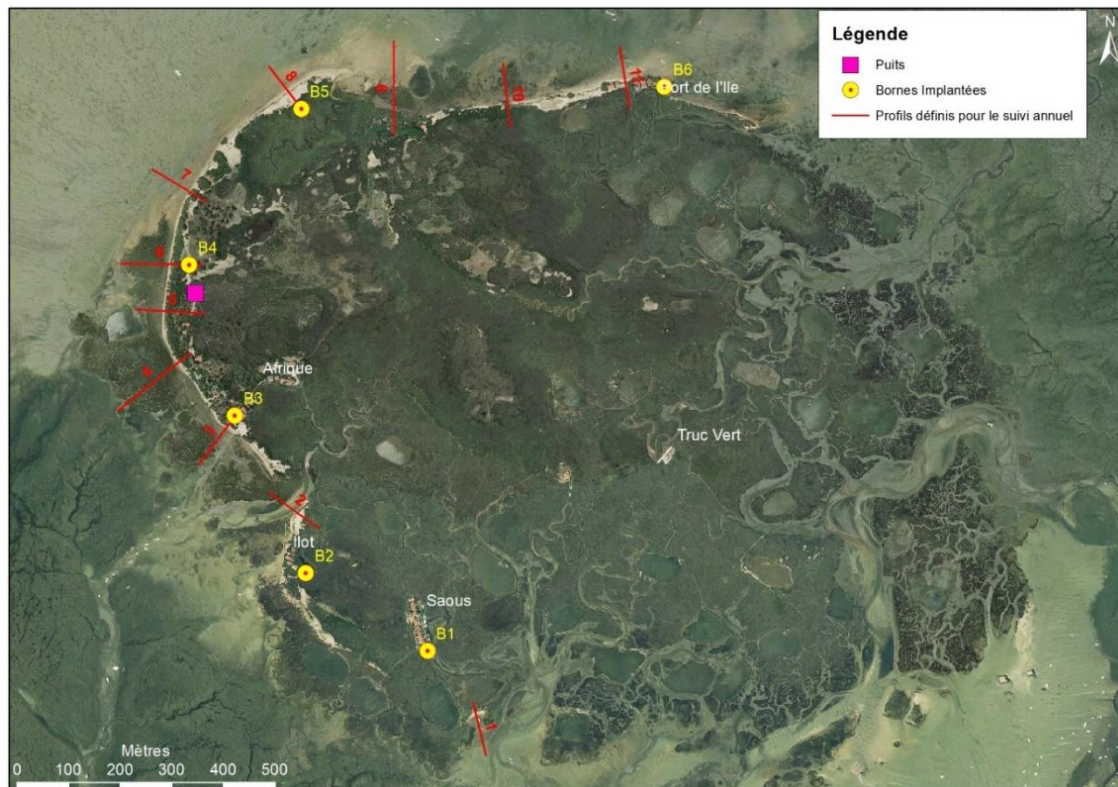 Légende
N
Puits
Bornes Implantées
Profils définis pour le suivi annuel
8
B5
9
10
11
B6
Port de l'Ile
7
6
B4
5
4
Afrique
B3
3
Truc Vert
2
Ilot
B2
Saous
B1
1
Mètres
0 100 200 300 400 500